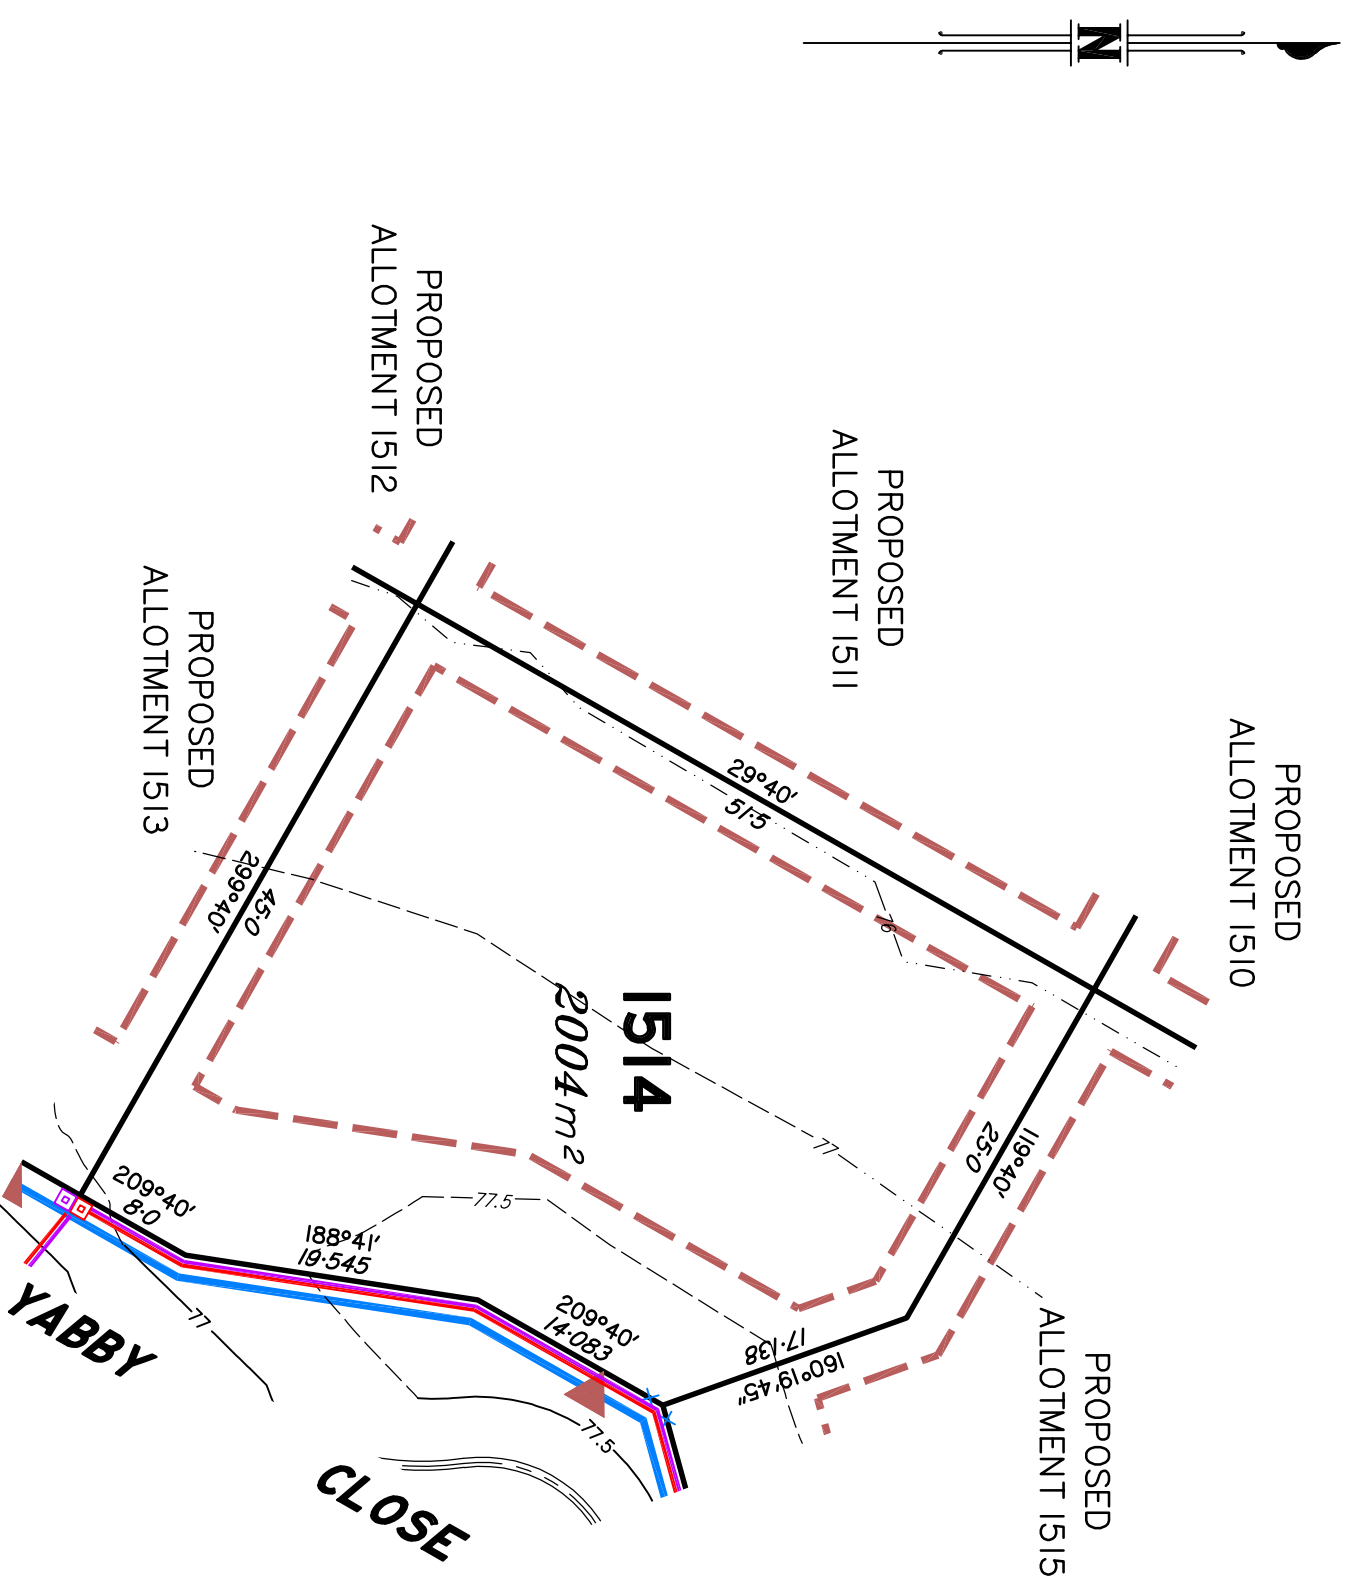 N
PROPOSED
ALLOTMENT 1510
PROPOSED
ALLOTMENT 1511
PROPOSED
ALLOTMENT 1512
PROPOSED
ALLOTMENT 1513
PROPOSED
ALLOTMENT 1515
29°40'
51·5
76
119°40'
25·0
160°19'45"
17·138
1514
2004m²
77
77.5
299°40'
45·0
209°40'
8·0
188°41'
19·545
209°40'
14·083
77
77.5
YABBY
CLOSE